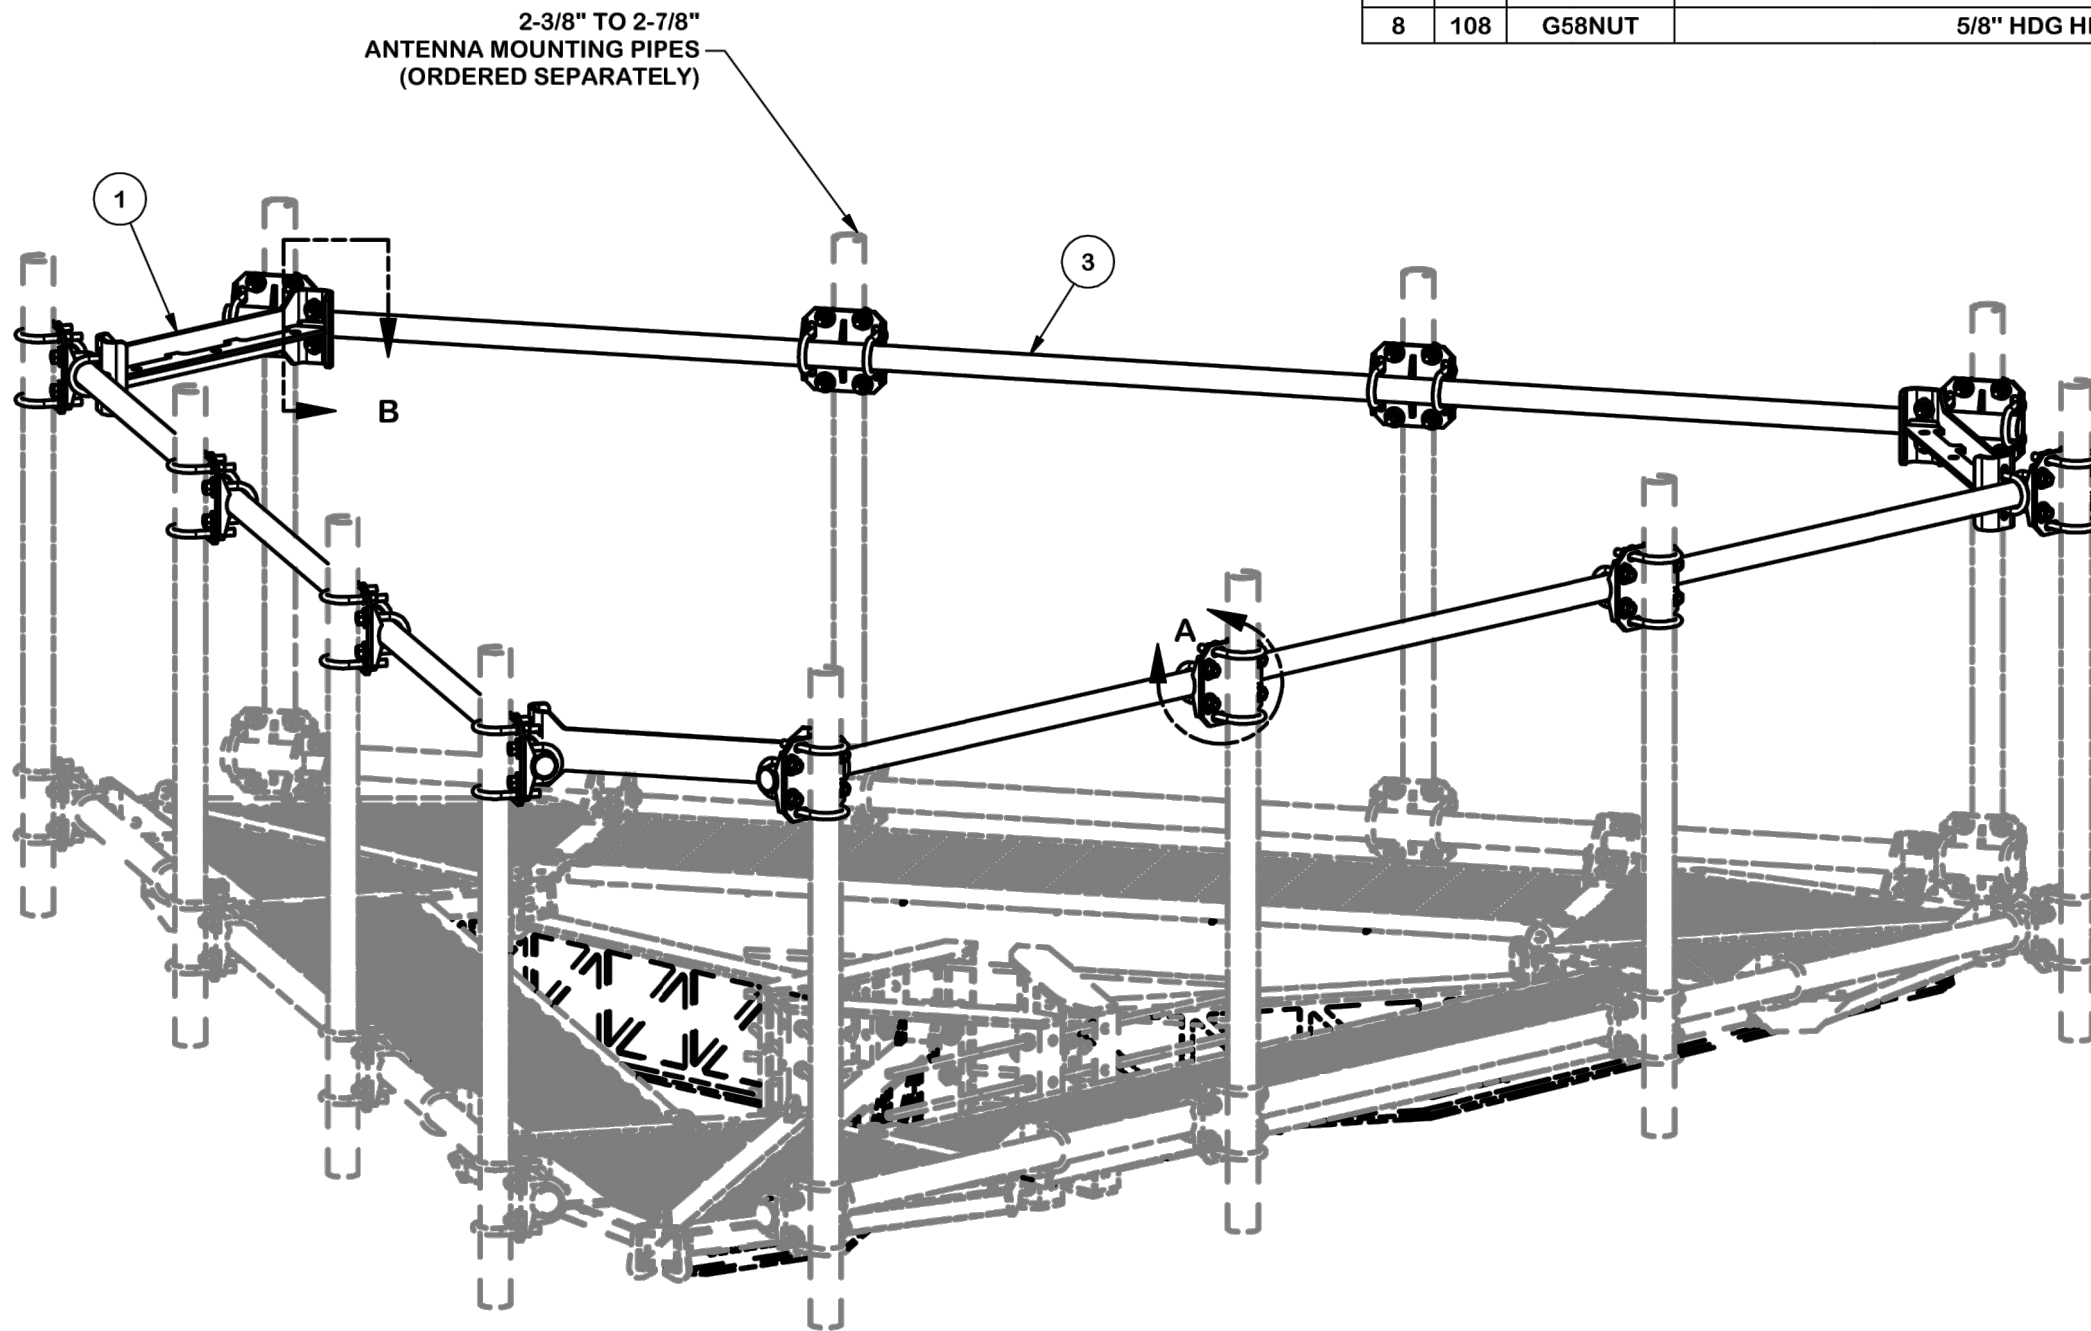 8 108 G58NUT 5/8" HDG
2-3/8" TO 2-7/8"
ANTENNA MOUNTING PIPES
(ORDERED SEPARATELY)
1
3
B
A